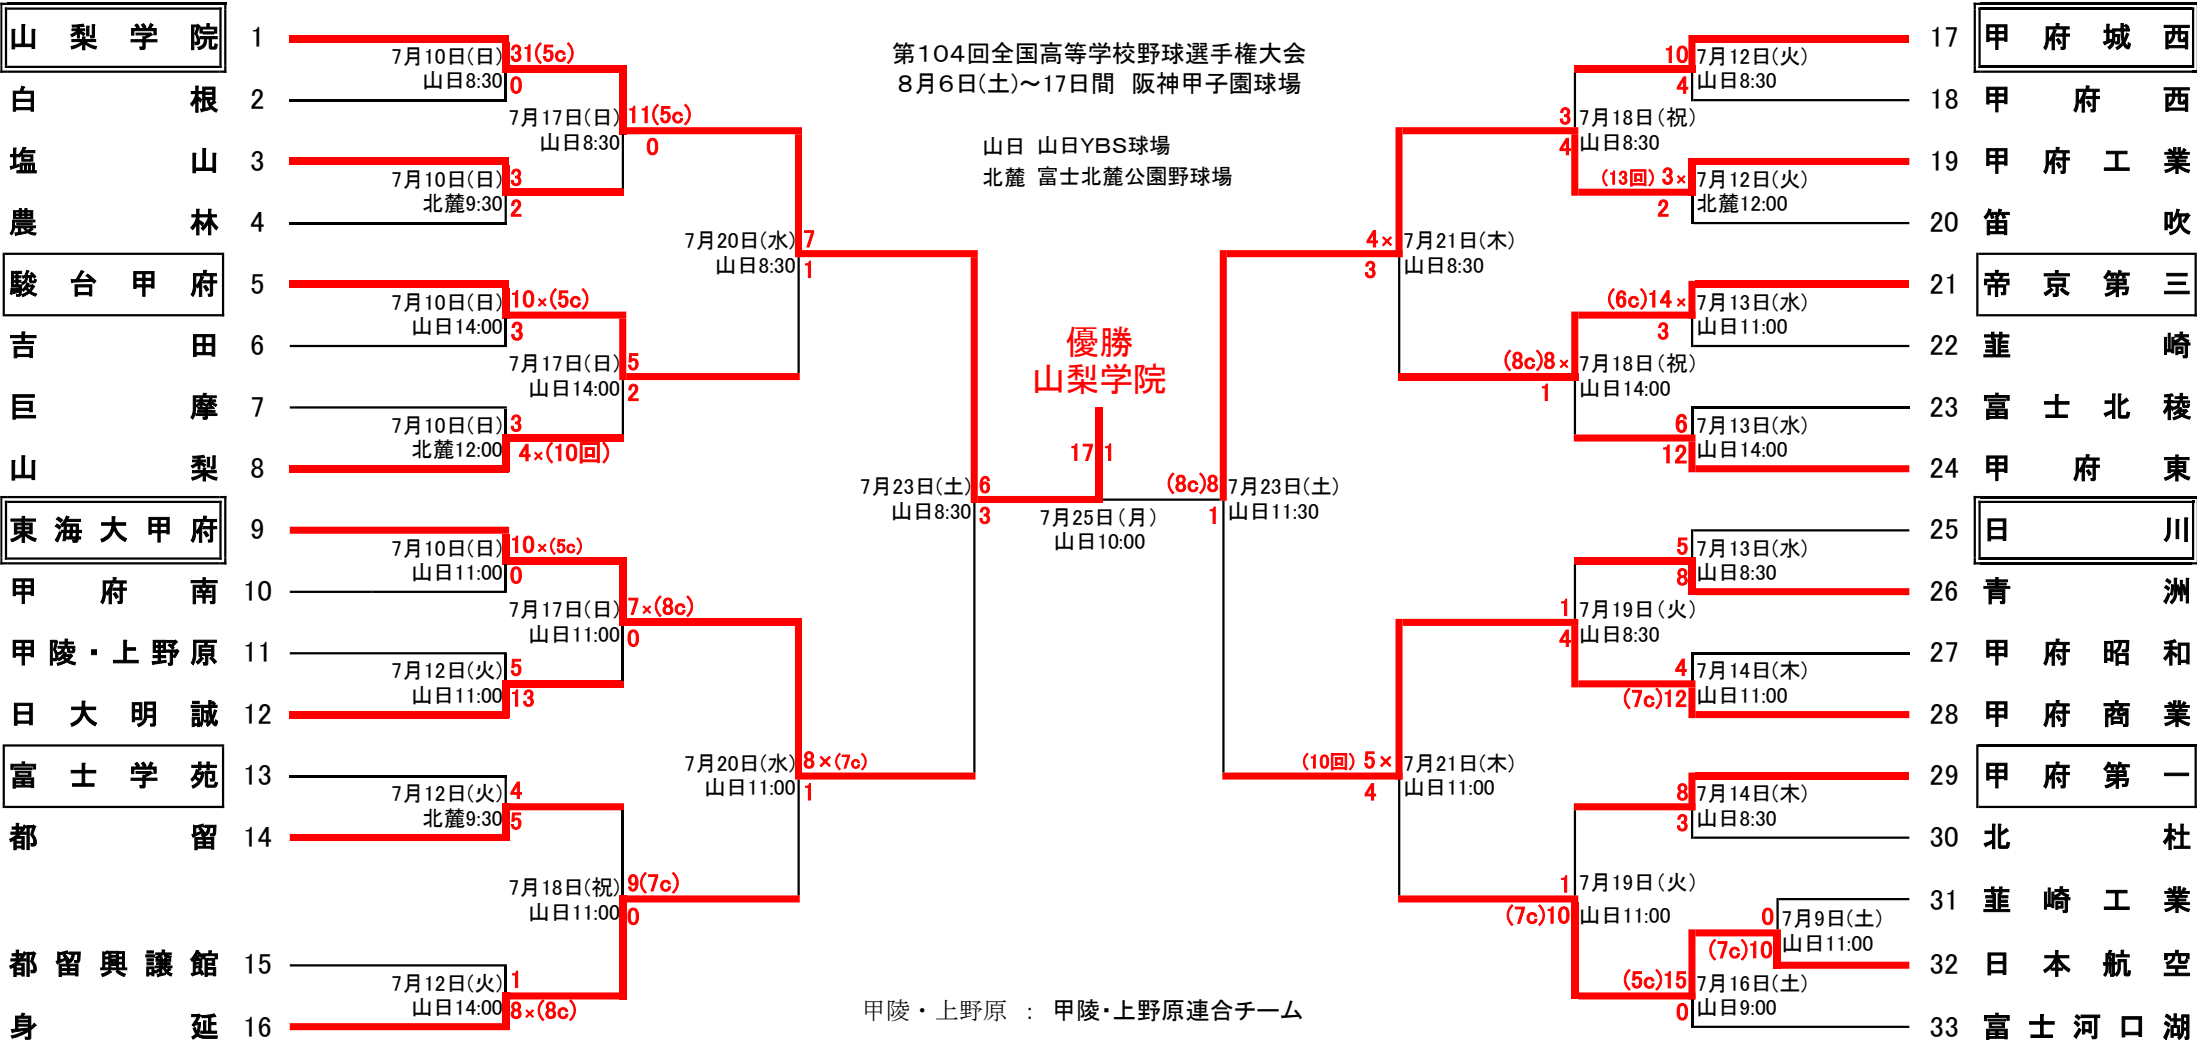 第104回全国高等学校野球選手権大会
8月6日(土)～17日間 阪神甲子園球場
山日 山日YBS球場
北麓 富士北麓公園野球場
優勝
山梨学院
17 1
7月25日(月)
山日10:00
山梨学院 1
白根 2
塩山 3
農林 4
駿台甲府 5
吉田 6
巨摩 7
山梨 8
東海大甲府 9
甲府南 10
甲陵・上野原 11
日大明誠 12
富士学苑 13
都留 14
都留興譲館 15
身延 16
7月10日(日) 31(5c)
山日8:30 0
7月10日(日) 3
北麓9:30 2
7月10日(日) 10×(5c)
山日14:00 3
7月10日(日) 3
北麓12:00 4×(10回)
7月10日(日) 10×(5c)
山日11:00 0
7月12日(火) 5
山日11:00 13
7月12日(火) 4
北麓9:30 5
7月12日(火) 1
山日14:00 8×(8c)
7月17日(日) 11(5c)
山日8:30 0
7月17日(日) 5
山日14:00 2
7月17日(日) 7×(8c)
山日11:00 0
7月18日(祝) 9(7c)
山日11:00 0
7月20日(水) 7
山日8:30 1
7月20日(水) 8×(7c)
山日11:00 1
7月23日(土) 6
山日8:30 3
(8c)8 7月23日(土)
1 山日11:30
4× 7月21日(木)
3 山日8:30
(10回) 5× 7月21日(木)
4 山日11:00
3 7月18日(祝)
4 山日8:30
(8c)8× 7月18日(祝)
1 山日14:00
1 7月19日(火)
4 山日8:30
1 7月19日(火)
(7c)10 山日11:00
10 7月12日(火)
4 山日8:30
(13回) 3× 7月12日(火)
2 北麓12:00
(6c)14× 7月13日(水)
3 山日11:00
6 7月13日(水)
12 山日14:00
5 7月13日(水)
8 山日8:30
4 7月14日(木)
(7c)12 山日11:00
8 7月14日(木)
3 山日8:30
0 7月9日(土)
(7c)10 山日11:00
(5c)15 7月16日(土)
0 山日9:00
17 甲府城西
18 甲府西
19 甲府工業
20 笛吹
21 帝京第三
22 韮崎
23 富士北稜
24 甲府東
25 日川
26 青洲
27 甲府昭和
28 甲府商業
29 甲府第一
30 北杜
31 韮崎工業
32 日本航空
33 富士河口湖
甲陵・上野原 : 甲陵・上野原連合チーム